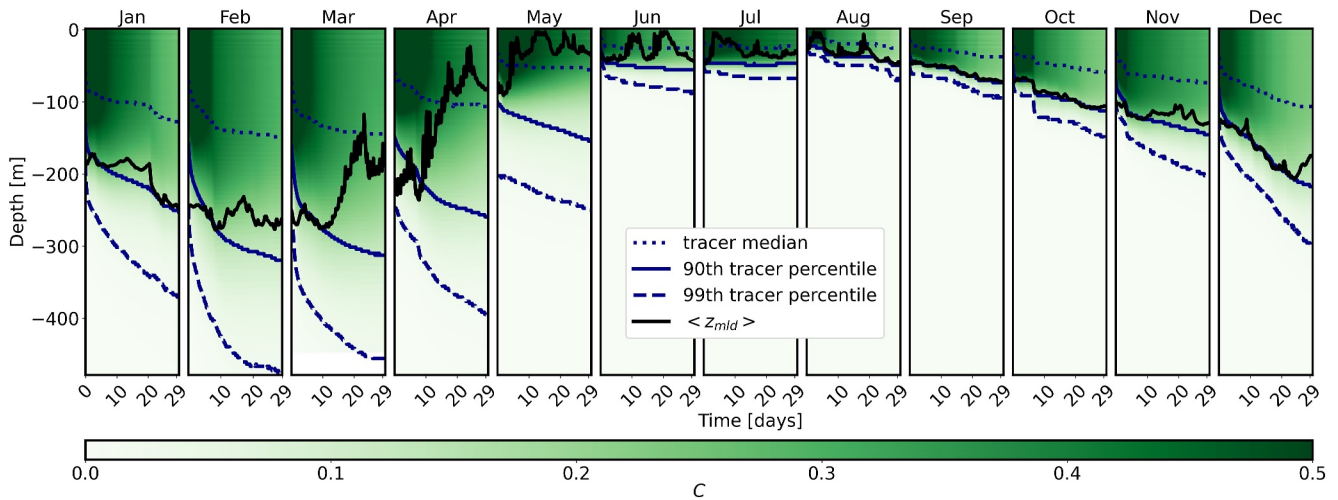 Jan Feb Mar Apr May Jun Jul Aug Sep Oct Nov Dec
0
−100
−200
−300
−400
Depth [m]
tracer median
90th tracer percentile
99th tracer percentile
< z_mld >
0 10 20 29 10 20 29 10 20 29 10 20 29 10 20 29 10 20 29 10 20 29 10 20 29 10 20 29 10 20 29 10 20 29 10 20 29
Time [days]
0.0 0.1 0.2 0.3 0.4 0.5
C